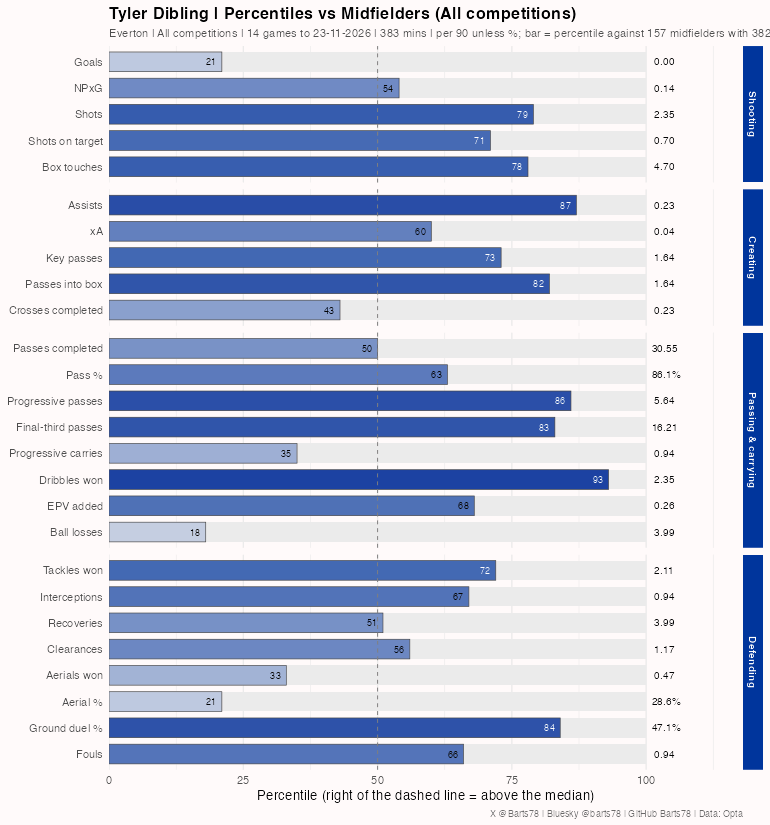 Tyler Dibling | Percentiles vs Midfielders (All competitions)
Everton | All competitions | 14 games to 23-11-2026 | 383 mins | per 90 unless %; bar = percentile against 157 midfielders with 382
Goals 21 0.00
NPxG 54 0.14
Shots 79 2.35
Shots on target 71 0.70
Box touches 78 4.70
Shooting
Assists 87 0.23
xA 60 0.04
Key passes 73 1.64
Passes into box 82 1.64
Crosses completed 43 0.23
Creating
Passes completed 50 30.55
Pass % 63 86.1%
Progressive passes 86 5.64
Final-third passes 83 16.21
Progressive carries 35 0.94
Dribbles won 93 2.35
EPV added 68 0.26
Ball losses 18 3.99
Passing & carrying
Tackles won 72 2.11
Interceptions 67 0.94
Recoveries 51 3.99
Clearances 56 1.17
Aerials won 33 0.47
Aerial % 21 28.6%
Ground duel % 84 47.1%
Fouls 66 0.94
Defending
0 25 50 75 100
Percentile (right of the dashed line = above the median)
X @Barts78 | Bluesky @barts78 | GitHub Barts78 | Data: Opta